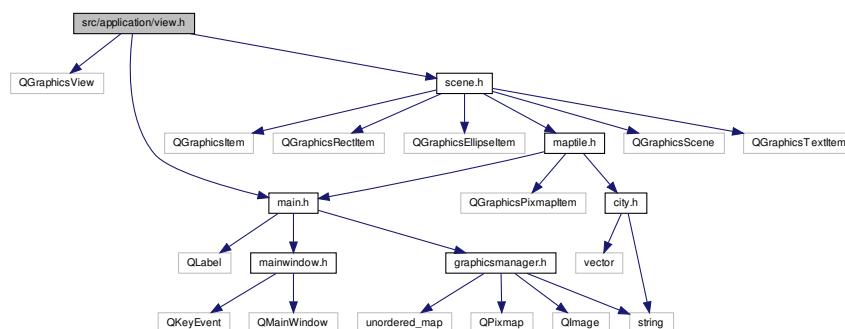 src/application/view.h
QGraphicsView
scene.h
QGraphicsItem
QGraphicsRectItem
QGraphicsEllipseItem
maptile.h
QGraphicsScene
QGraphicsTextItem
main.h
QGraphicsPixmapItem
city.h
QLabel
mainwindow.h
graphicsmanager.h
vector
QKeyEvent
QMainWindow
unordered_map
QPixmap
QImage
string